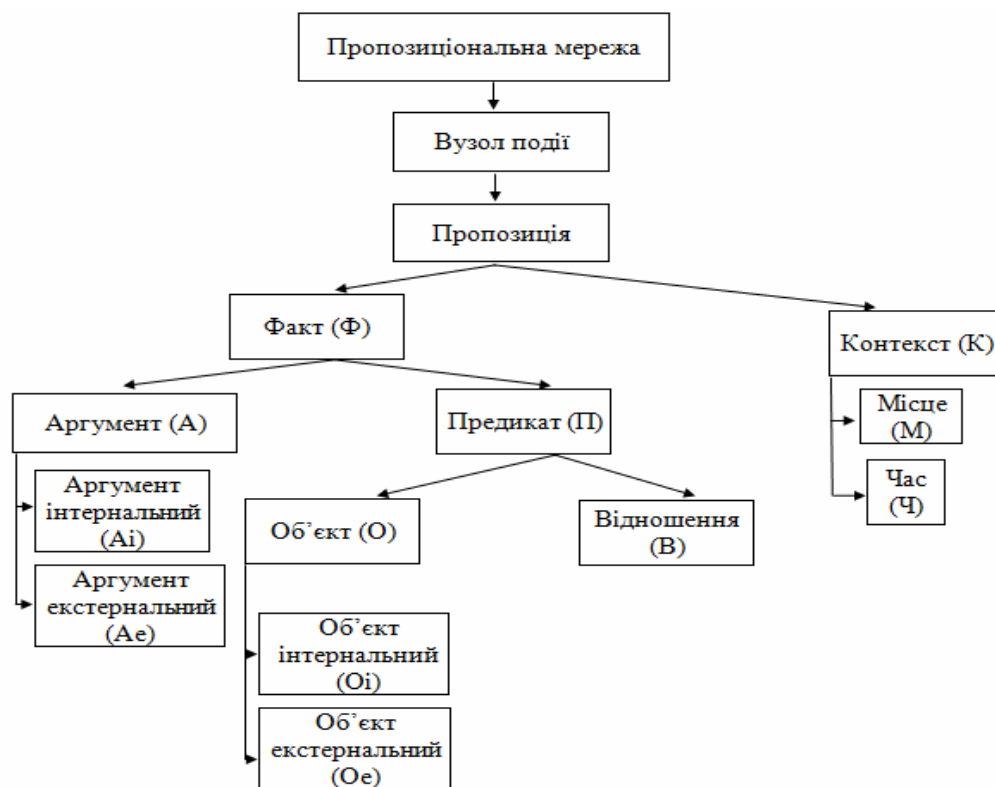 Пропозиціональна мережа
Вузол події
Пропозиція
Факт (Ф)
Контекст (К)
Аргумент (А)
Предикат (П)
Місце
(М)
Час
(Ч)
Аргумент
інтернальний
(Аі)
Аргумент
екстернальний
(Ае)
Об’єкт (О)
Відношення
(В)
Об’єкт
інтернальний
(Оі)
Об’єкт
екстернальний
(Ое)